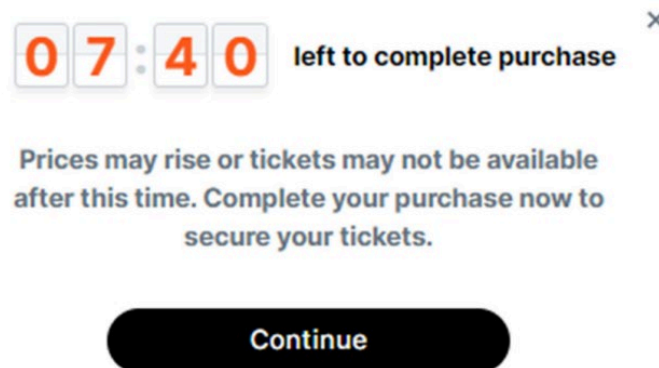 07:40 left to complete purchase
Prices may rise or tickets may not be available
after this time. Complete your purchase now to
secure your tickets.
Continue